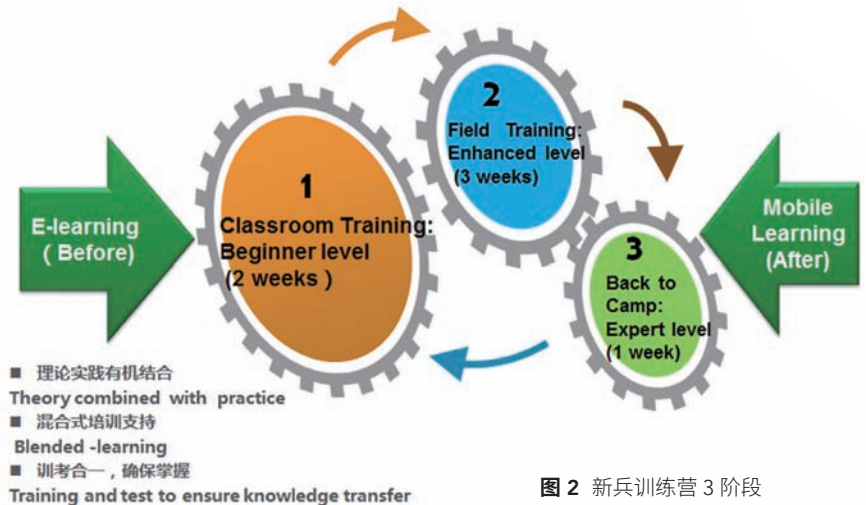 1
Classroom Training:
Beginner level
(2 weeks )
2
Field Training:
Enhanced level
(3 weeks)
3
Back to
Camp:
Expert level
(1 week)
E-learning
( Before)
Mobile
Learning
(After)
■ 理论实践有机结合
Theory combined with practice
■ 混合式培训支持
Blended -learning
■ 训考合一，确保掌握
Training and test to ensure knowledge transfer
图 2 新兵训练营 3 阶段